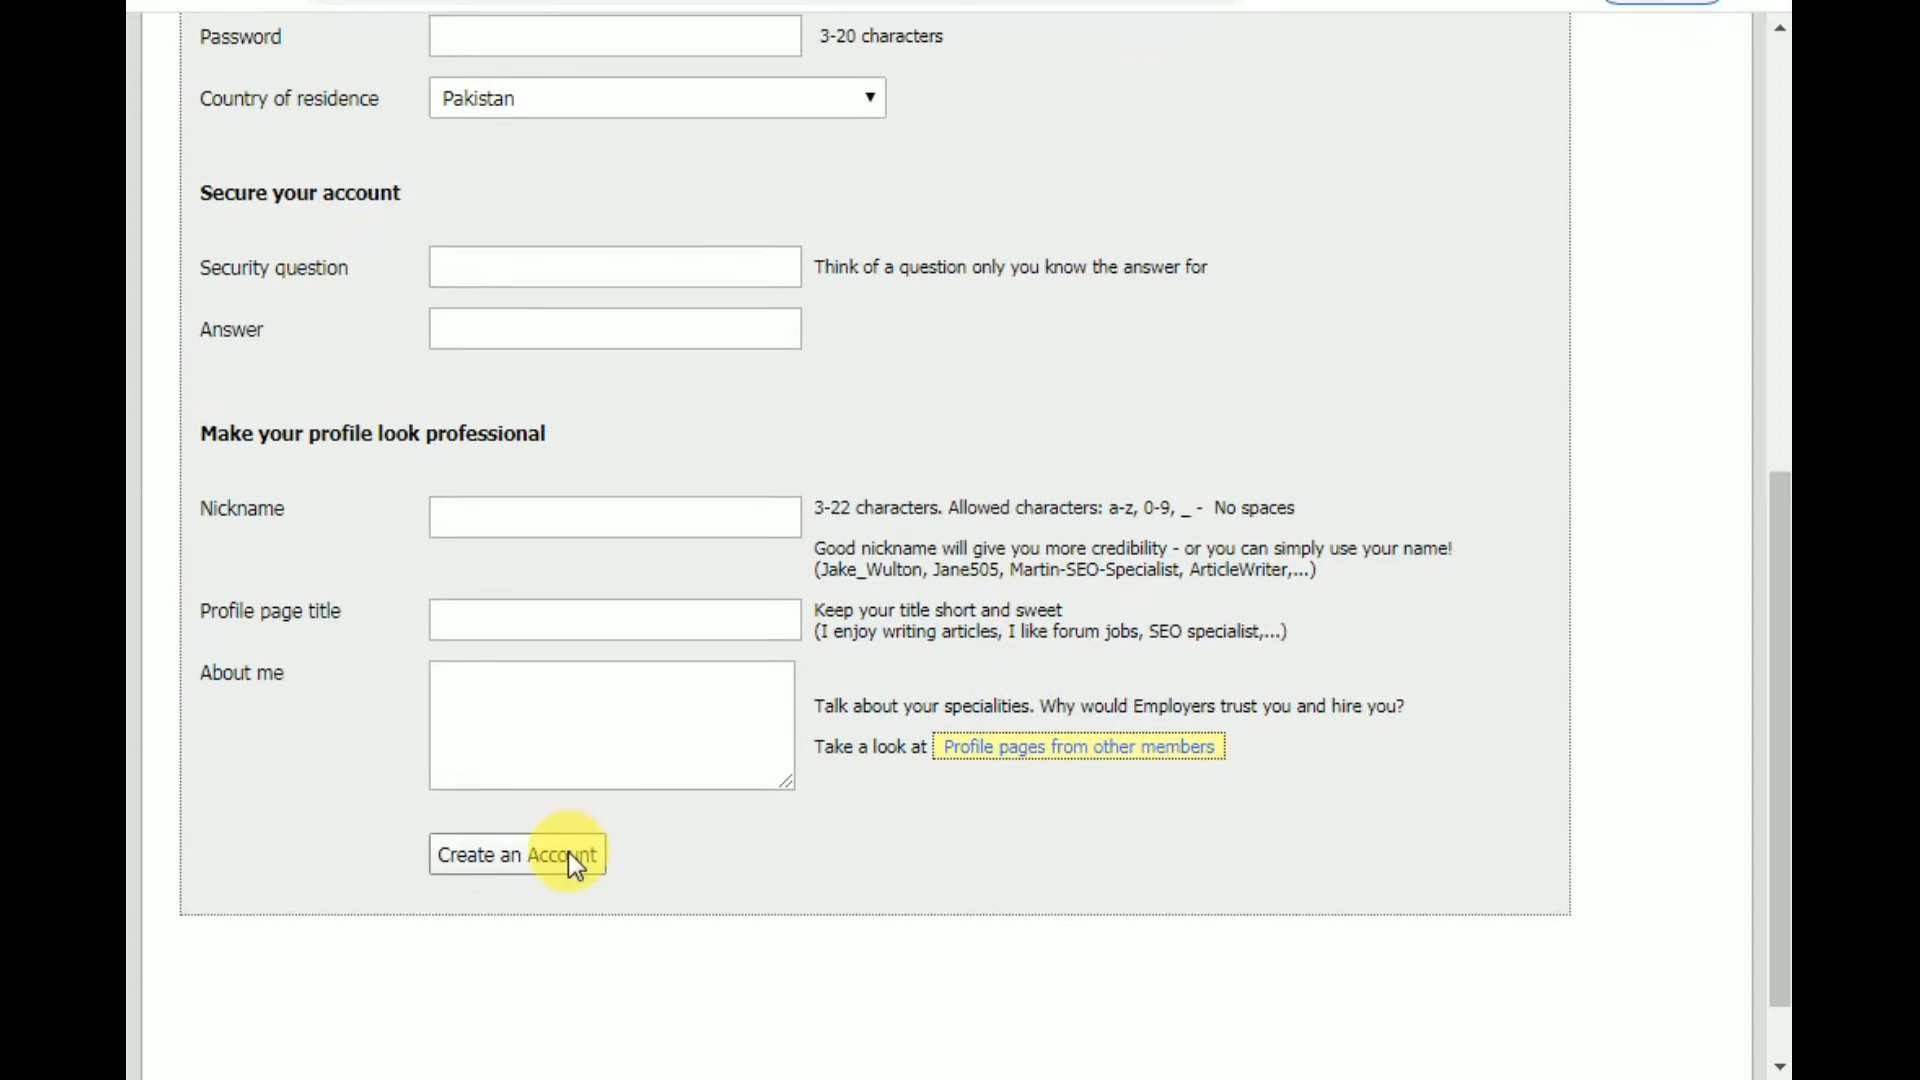 Password 3-20 characters
Country of residence Pakistan
Secure your account
Security question Think of a question only you know the answer for
Answer
Make your profile look professional
Nickname 3-22 characters. Allowed characters: a-z, 0-9, _ - No spaces
Good nickname will give you more credibility - or you can simply use your name!
(Jake_Wulton, Jane505, Martin-SEO-Specialist, ArticleWriter,...)
Profile page title Keep your title short and sweet
(I enjoy writing articles, I like forum jobs, SEO specialist,...)
About me
Talk about your specialities. Why would Employers trust you and hire you?
Take a look at Profile pages from other members
Create an Account